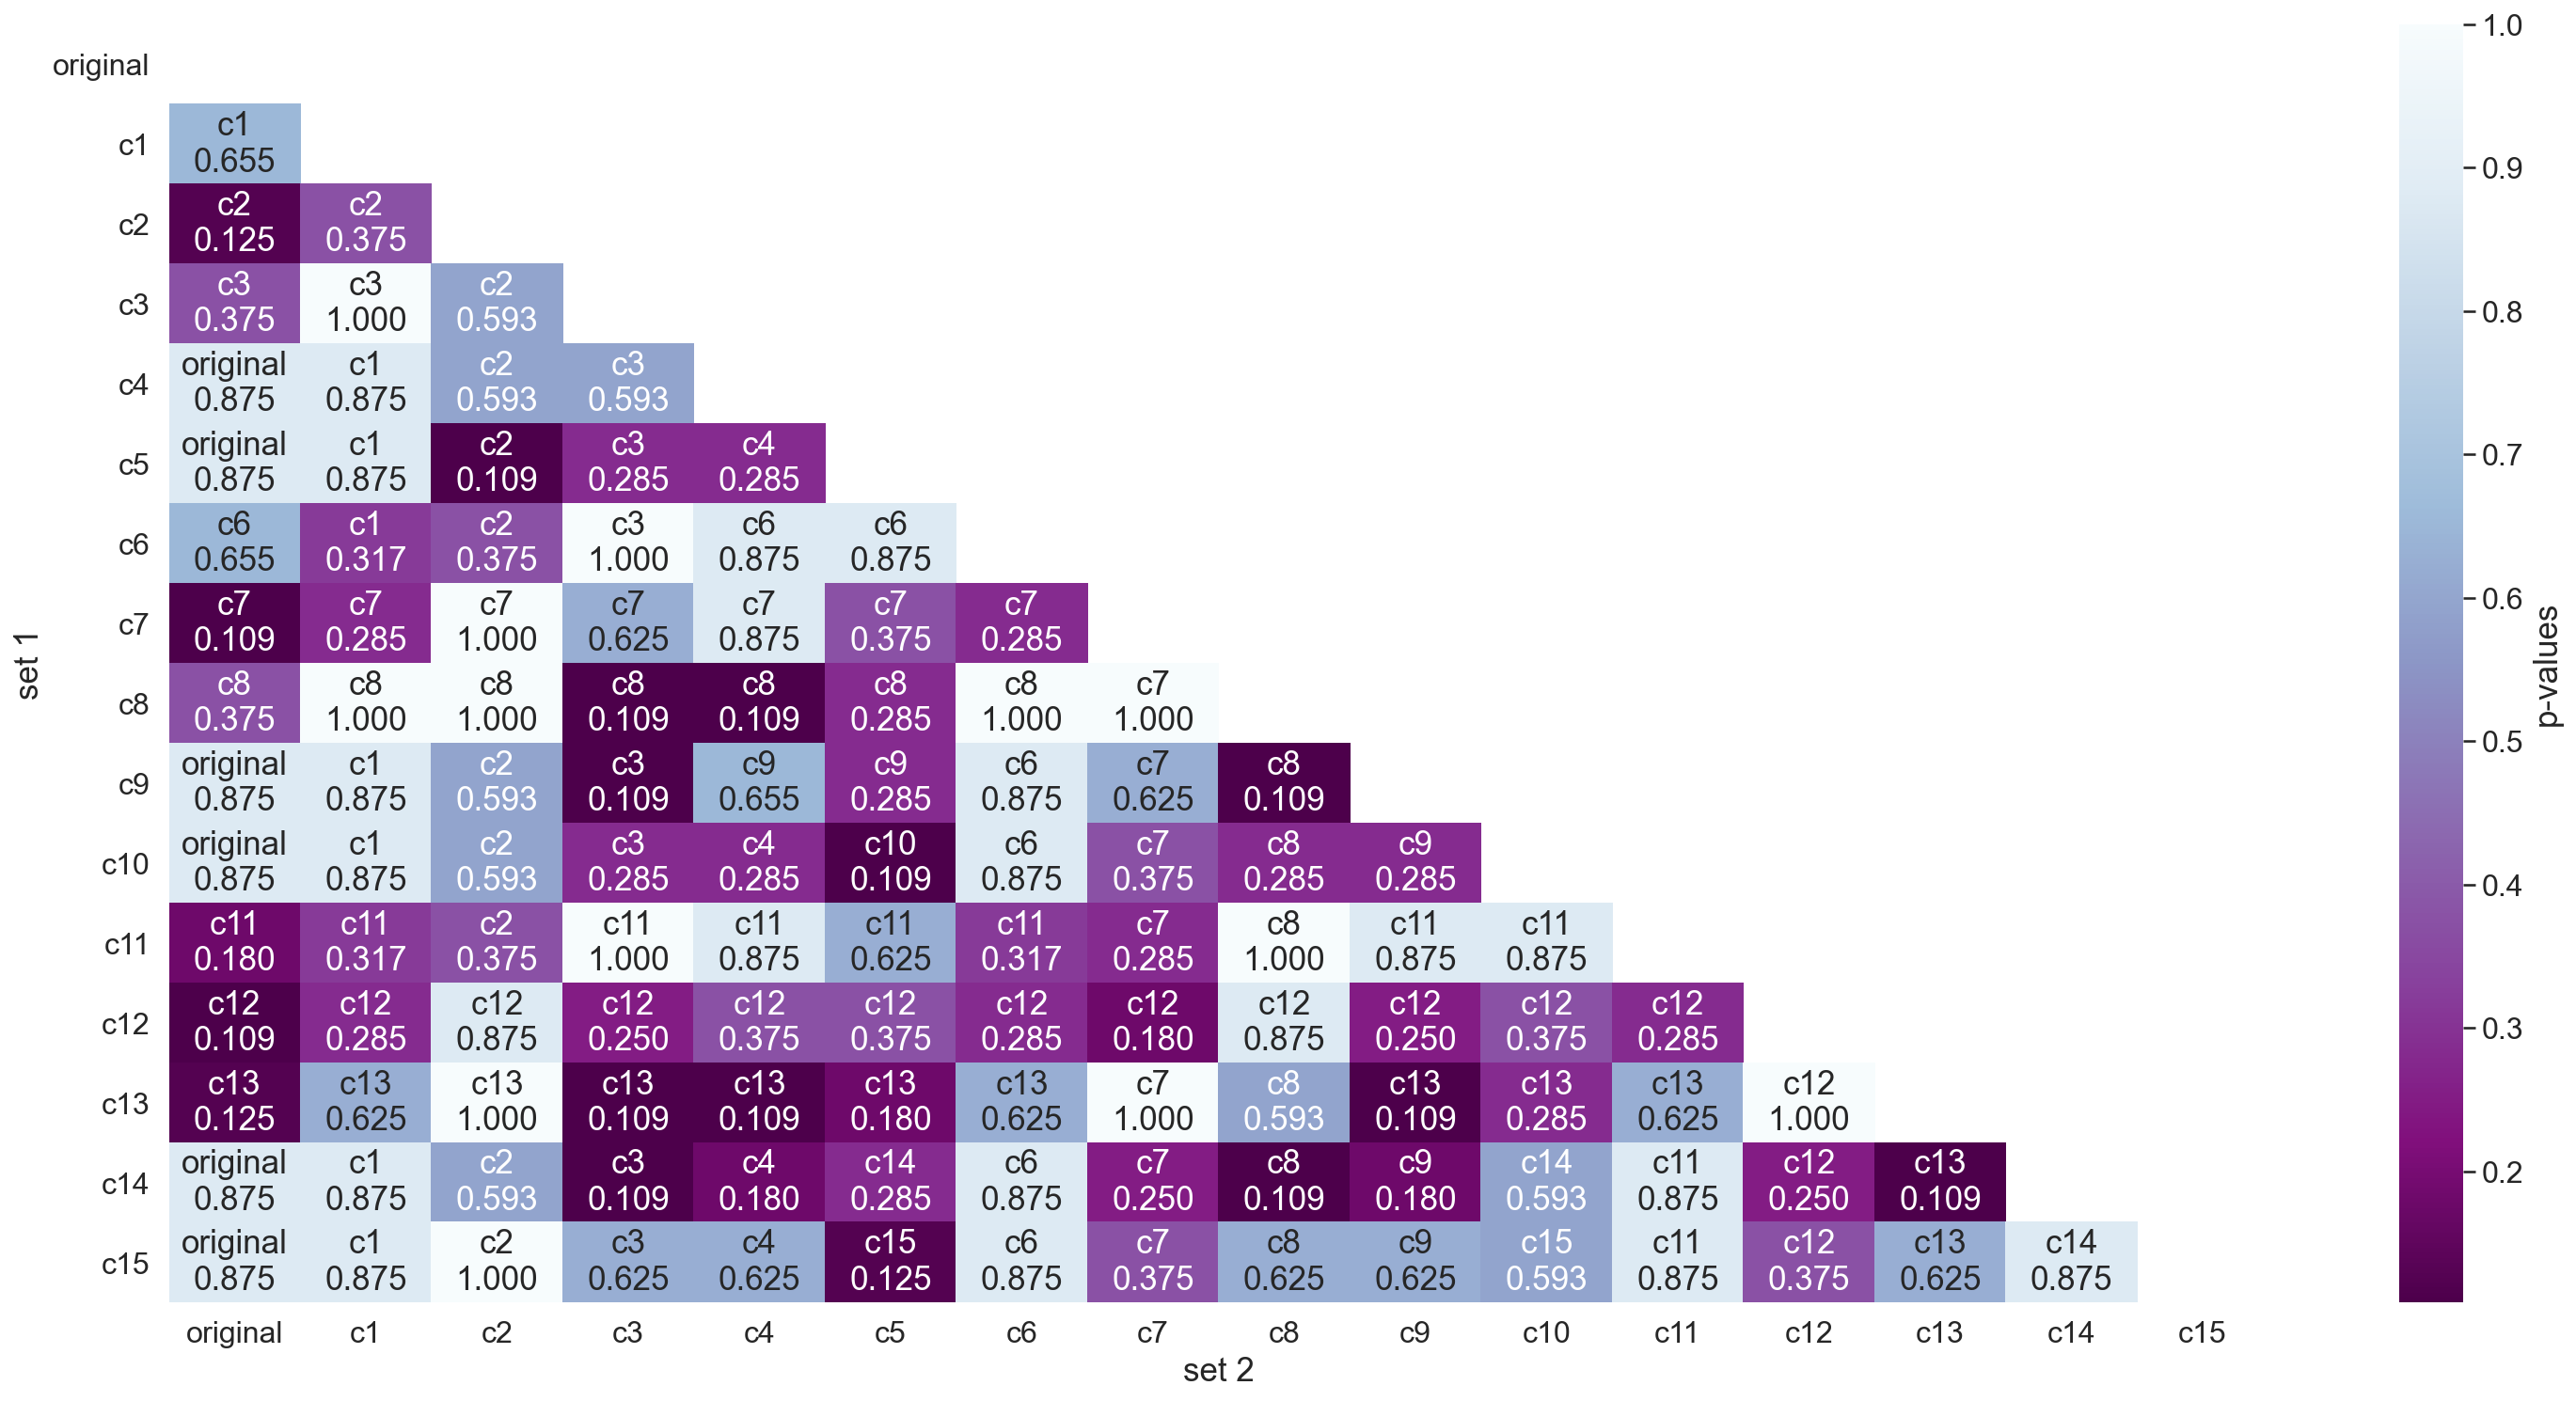 original
c1 c1 0.655
c2 c2 0.125 c2 0.375
c3 c3 0.375 c3 1.000 c2 0.593
c4 original 0.875 c1 0.875 c2 0.593 c3 0.593
c5 original 0.875 c1 0.875 c2 0.109 c3 0.285 c4 0.285
c6 c6 0.655 c1 0.317 c2 0.375 c3 1.000 c6 0.875 c6 0.875
c7 c7 0.109 c7 0.285 c7 1.000 c7 0.625 c7 0.875 c7 0.375 c7 0.285
c8 c8 0.375 c8 1.000 c8 1.000 c8 0.109 c8 0.109 c8 0.285 c8 1.000 c7 1.000
c9 original 0.875 c1 0.875 c2 0.593 c3 0.109 c9 0.655 c9 0.285 c6 0.875 c7 0.625 c8 0.109
c10 original 0.875 c1 0.875 c2 0.593 c3 0.285 c4 0.285 c10 0.109 c6 0.875 c7 0.375 c8 0.285 c9 0.285
c11 c11 0.180 c11 0.317 c2 0.375 c11 1.000 c11 0.875 c11 0.625 c11 0.317 c7 0.285 c8 1.000 c11 0.875 c11 0.875
c12 c12 0.109 c12 0.285 c12 0.875 c12 0.250 c12 0.375 c12 0.375 c12 0.285 c12 0.180 c12 0.875 c12 0.250 c12 0.375 c12 0.285
c13 c13 0.125 c13 0.625 c13 1.000 c13 0.109 c13 0.109 c13 0.180 c13 0.625 c7 1.000 c8 0.593 c13 0.109 c13 0.285 c13 0.625 c12 1.000
c14 original 0.875 c1 0.875 c2 0.593 c3 0.109 c4 0.180 c14 0.285 c6 0.875 c7 0.250 c8 0.109 c9 0.180 c14 0.593 c11 0.875 c12 0.250 c13 0.109
c15 original 0.875 c1 0.875 c2 1.000 c3 0.625 c4 0.625 c15 0.125 c6 0.875 c7 0.375 c8 0.625 c9 0.625 c15 0.593 c11 0.875 c12 0.375 c13 0.625 c14 0.875
original c1 c2 c3 c4 c5 c6 c7 c8 c9 c10 c11 c12 c13 c14 c15
set 2
set 1
1.0
0.9
0.8
0.7
0.6
0.5
0.4
0.3
0.2
p-values